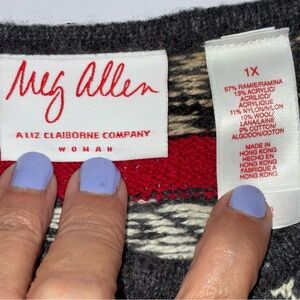 Meg Allen
A LIZ CLAIBORNE COMPANY
WOMAN
1X
57% RAMIE/RAMINA
13% ACRYLIC/
ACRILICO/
ACRYLIQUE
11% NYLON/NILON
10% WOOL/
LANA/LAINE
9% COTTON/
ALGODON/COTON
MADE IN
HONG KONG
HECHO EN
HONG KONG
FABRIQUE A
HONG KONG